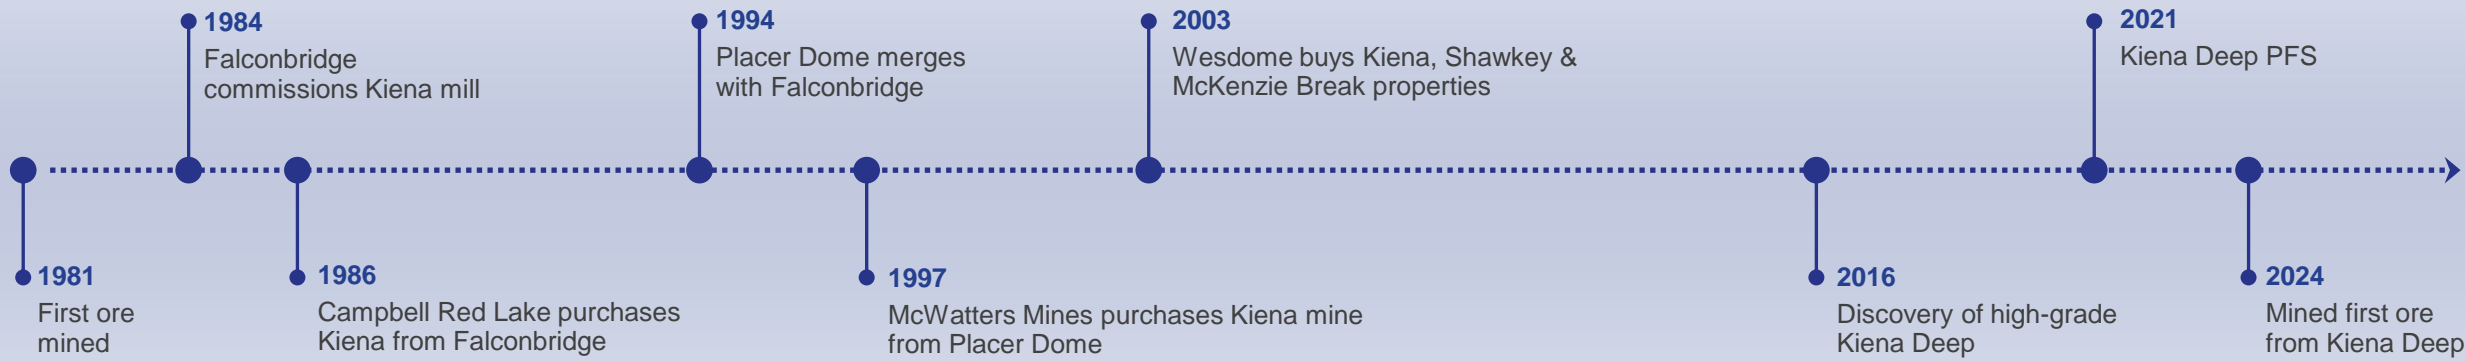 1984
Falconbridge
commissions Kiena mill
1994
Placer Dome merges
with Falconbridge
2003
Wesdome buys Kiena, Shawkey &
McKenzie Break properties
2021
Kiena Deep PFS
1981
First ore
mined
1986
Campbell Red Lake purchases
Kiena from Falconbridge
1997
McWatters Mines purchases Kiena mine
from Placer Dome
2016
Discovery of high-grade
Kiena Deep
2024
Mined first ore
from Kiena Deep